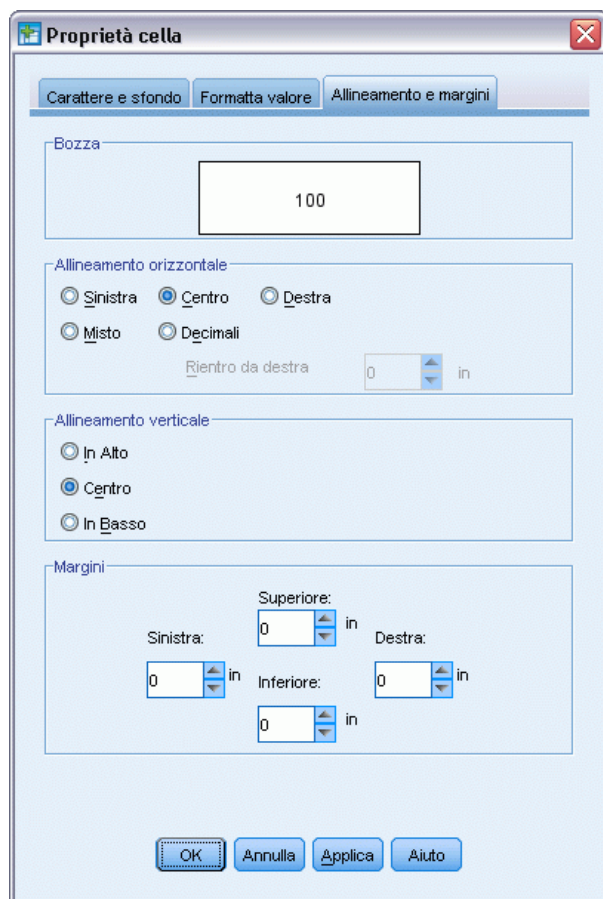 Proprietà cella
Carattere e sfondo Formatta valore Allineamento e margini
Bozza
100
Allineamento orizzontale
Sinistra Centro Destra
Misto Decimali
Rientro da destra 0 in
Allineamento verticale
In Alto
Centro
In Basso
Margini
Superiore:
0 in
Sinistra:
0 in
Destra:
0 in
Inferiore:
0 in
OK Annulla Applica Aiuto